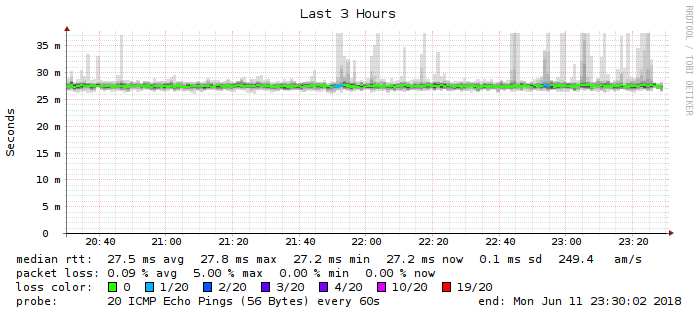 Last 3 Hours
RRDTOOL / TOBI OETIKER
Seconds
35 m
30 m
25 m
20 m
15 m
10 m
5 m
0
20:40 21:00 21:20 21:40 22:00 22:20 22:40 23:00 23:20
median rtt: 27.5 ms avg 27.8 ms max 27.2 ms min 27.2 ms now 0.1 ms sd 249.4 am/s
packet loss: 0.09 % avg 5.00 % max 0.00 % min 0.00 % now
loss color: 0 1/20 2/20 3/20 4/20 10/20 19/20
probe: 20 ICMP Echo Pings (56 Bytes) every 60s end: Mon Jun 11 23:30:02 2018